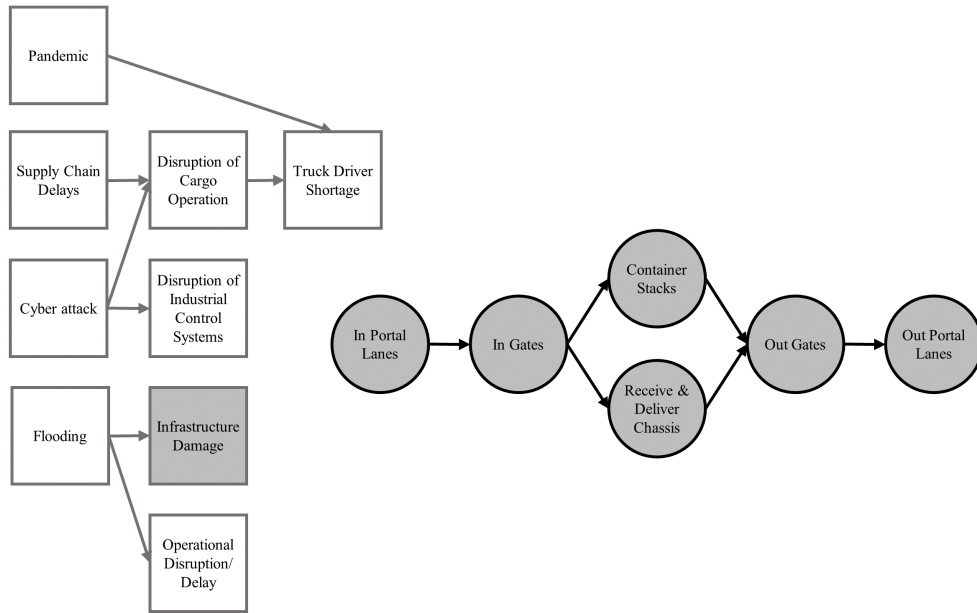 Pandemic
Supply Chain
Delays
Disruption of
Cargo
Operation
Truck Driver
Shortage
Cyber attack
Disruption of
Industrial
Control
Systems
Flooding
Infrastructure
Damage
Operational
Disruption/
Delay
In Portal
Lanes
In Gates
Container
Stacks
Receive &
Deliver
Chassis
Out Gates
Out Portal
Lanes